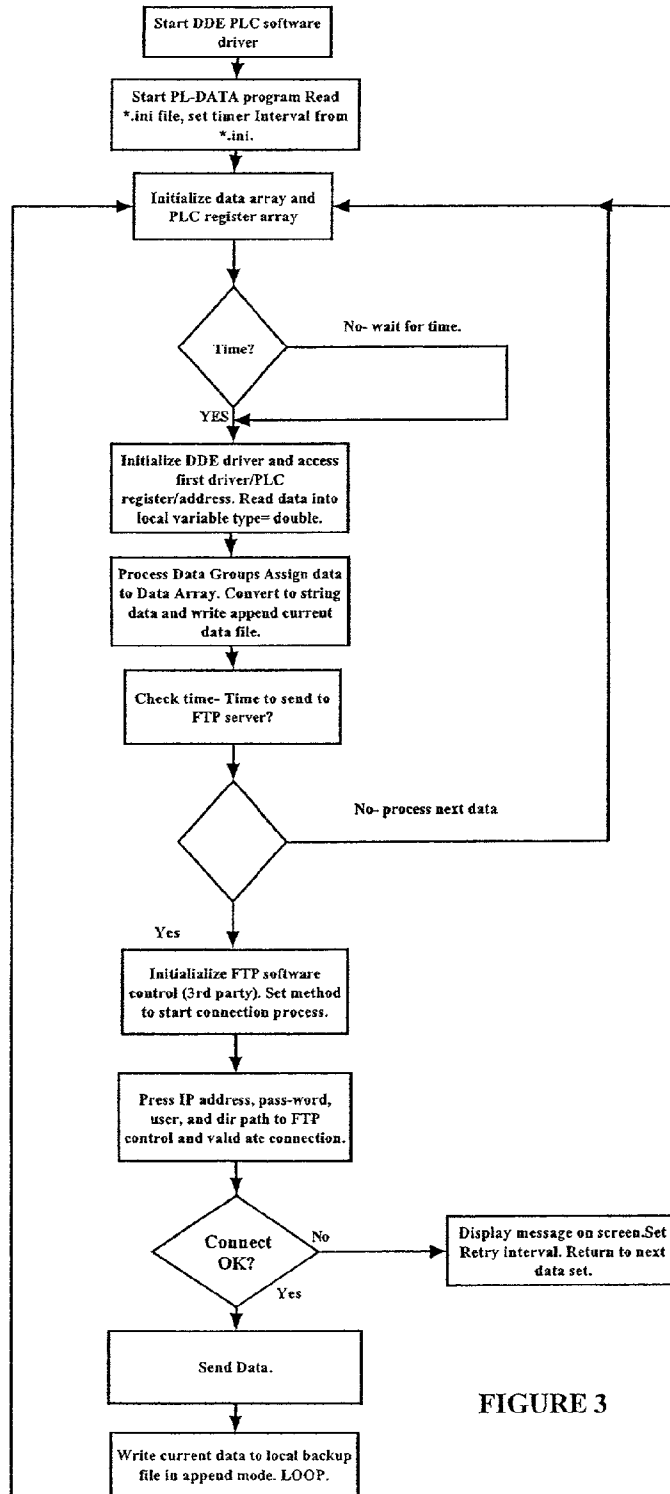 Start DDE PLC software
driver
Start PL-DATA program Read
*.ini file, set timer Interval from
*.ini.
Initialize data array and
PLC register array
No- wait for time.
Time?
YES
Initialize DDE driver and access
first driver/PLC
register/address. Read data into
local variable type= double.
Process Data Groups Assign data
to Data Array. Convert to string
data and write append current
data file.
Check time- Time to send to
FTP server?
No- process next data
Yes
Initialialize FTP software
control (3rd party). Set method
to start connection process.
Press IP address, pass-word,
user, and dir path to FTP
control and valid ate connection.
Connect
OK?
No
Display message on screen.Set
Retry interval. Return to next
data set.
Yes
Send Data.
FIGURE 3
Write current data to local backup
file in append mode. LOOP.